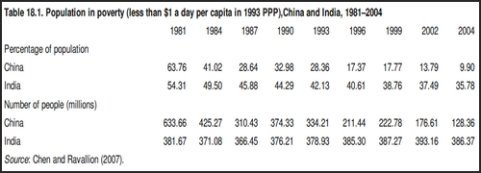 Table 18.1. Population in poverty (less than $1 a day per capita in 1993 PPP),China and India, 1981–2004
1981 1984 1987 1990 1993 1996 1999 2002 2004
Percentage of population
China 63.76 41.02 28.64 32.98 28.36 17.37 17.77 13.79 9.90
India 54.31 49.50 45.88 44.29 42.13 40.61 38.76 37.49 35.78
Number of people (millions)
China 633.66 425.27 310.43 374.33 334.21 211.44 222.78 176.61 128.36
India 381.67 371.08 366.45 376.21 378.93 385.30 387.27 393.16 386.37
Source: Chen and Ravallion (2007).